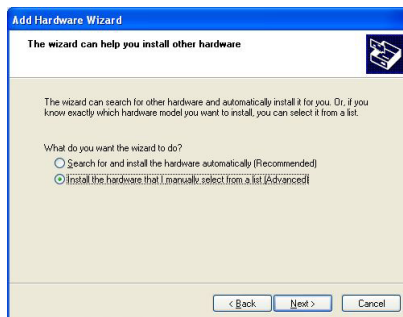 Add Hardware Wizard
The wizard can help you install other hardware
The wizard can search for other hardware and automatically install it for you. Or, if you
know exactly which hardware model you want to install, you can select it from a list.
What do you want the wizard to do?
Search for and install the hardware automatically (Recommended)
Install the hardware that I manually select from a list (Advanced)
< Back
Next >
Cancel